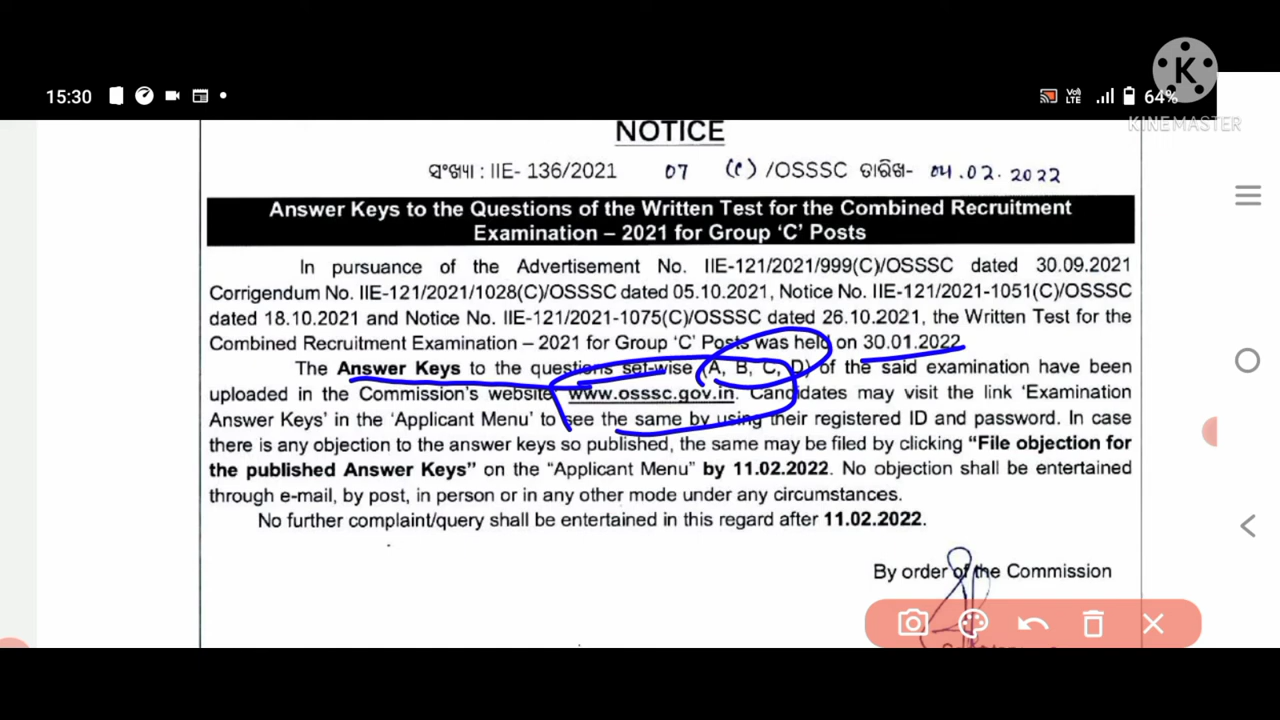 15:30
Vo)
LTE
64%
K
KINEMASTER
NOTICE
ସଂଖ୍ୟା : IIE- 136/2021 07 (C) /OSSSC ତାରିଖ- 04.02.2022
Answer Keys to the Questions of the Written Test for the Combined Recruitment
Examination – 2021 for Group ‘C’ Posts
In pursuance of the Advertisement No. IIE-121/2021/999(C)/OSSSC dated 30.09.2021
Corrigendum No. IIE-121/2021/1028(C)/OSSSC dated 05.10.2021, Notice No. IIE-121/2021-1051(C)/OSSSC
dated 18.10.2021 and Notice No. IIE-121/2021-1075(C)/OSSSC dated 26.10.2021, the Written Test for the
Combined Recruitment Examination – 2021 for Group ‘C’ Posts was held on 30.01.2022
The Answer Keys to the questions set-wise (A, B, C, D) of the said examination have been
uploaded in the Commission's website www.osssc.gov.in. Candidates may visit the link ‘Examination
Answer Keys’ in the ‘Applicant Menu’ to see the same by using their registered ID and password. In case
there is any objection to the answer keys so published, the same may be filed by clicking “File objection for
the published Answer Keys” on the “Applicant Menu” by 11.02.2022. No objection shall be entertained
through e-mail, by post, in person or in any other mode under any circumstances.
No further complaint/query shall be entertained in this regard after 11.02.2022.
By order of the Commission